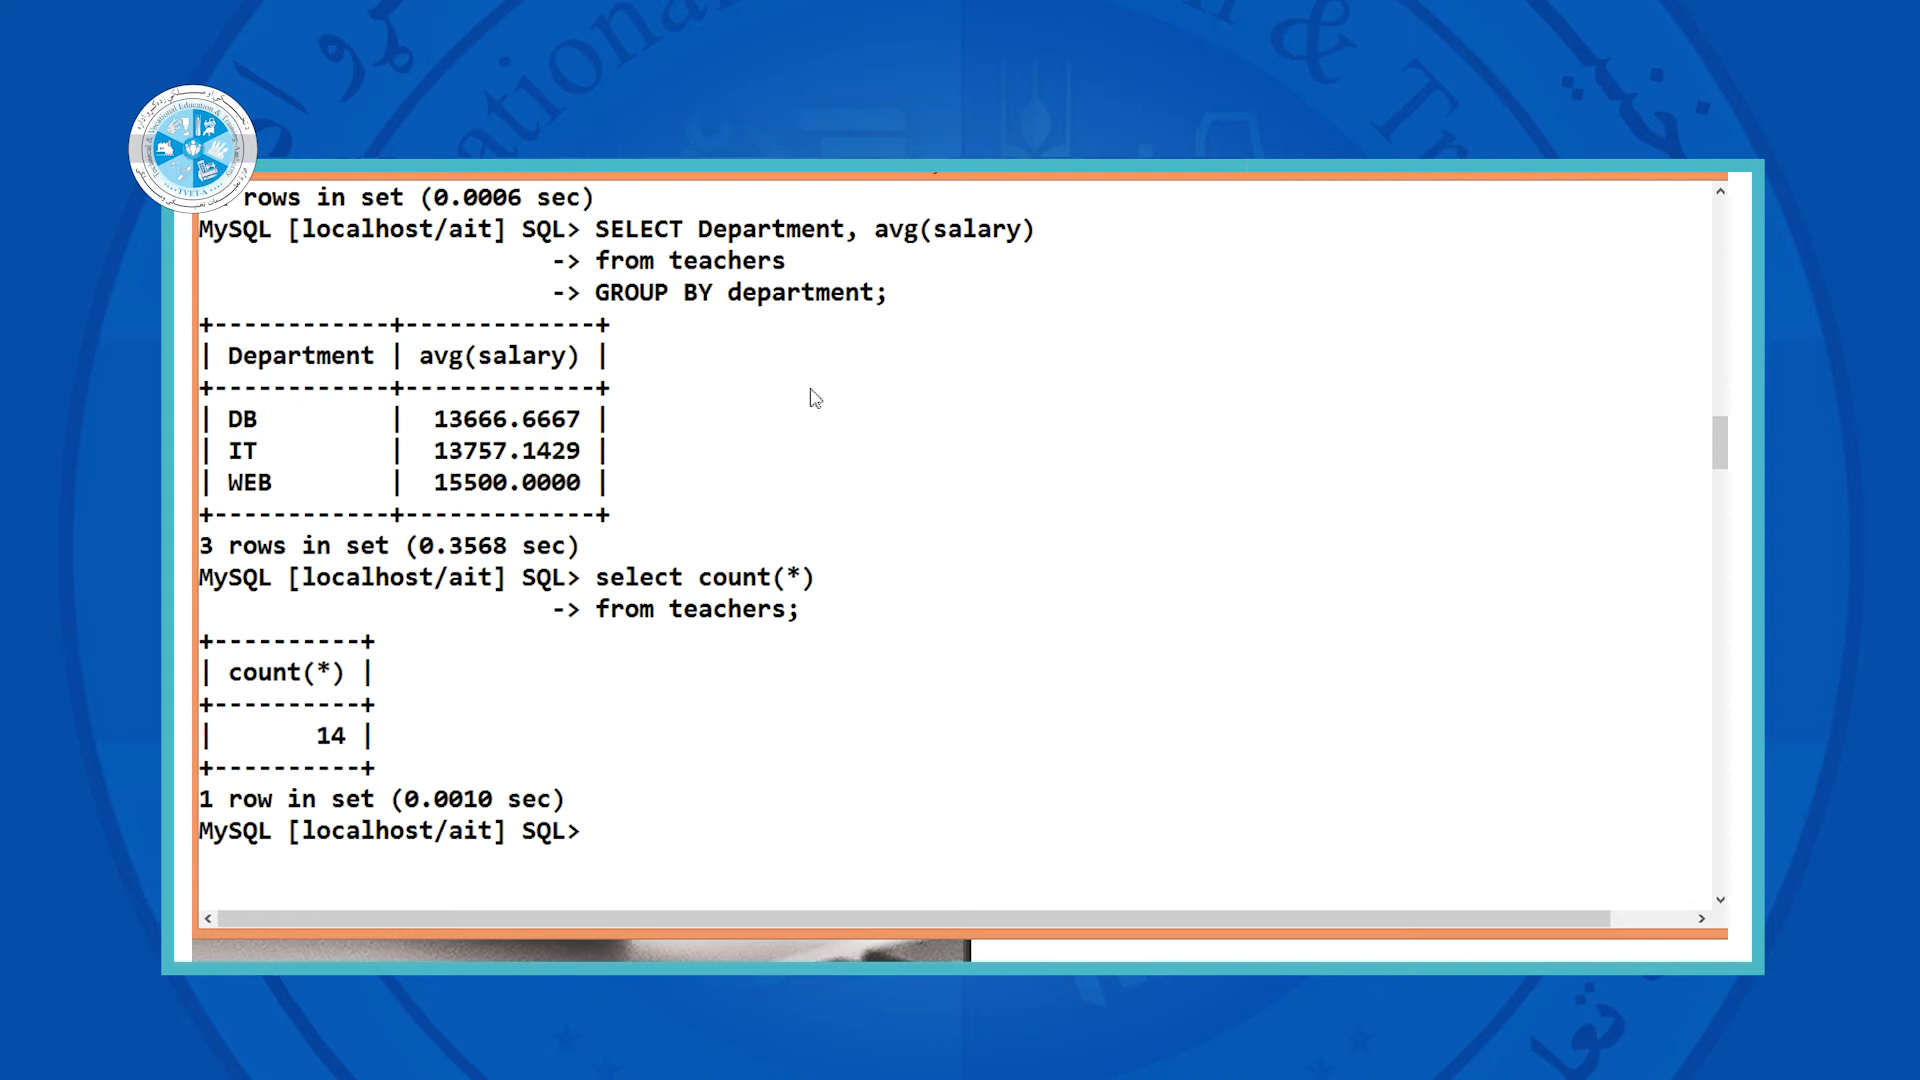 rows in set (0.0006 sec)
MySQL [localhost/ait] SQL> SELECT Department, avg(salary)
-> from teachers
-> GROUP BY department;
+------------+-------------+
| Department | avg(salary) |
+------------+-------------+
| DB         |  13666.6667 |
| IT         |  13757.1429 |
| WEB        |  15500.0000 |
+------------+-------------+
3 rows in set (0.3568 sec)
MySQL [localhost/ait] SQL> select count(*)
-> from teachers;
+----------+
| count(*) |
+----------+
|       14 |
+----------+
1 row in set (0.0010 sec)
MySQL [localhost/ait] SQL>
TVET-A